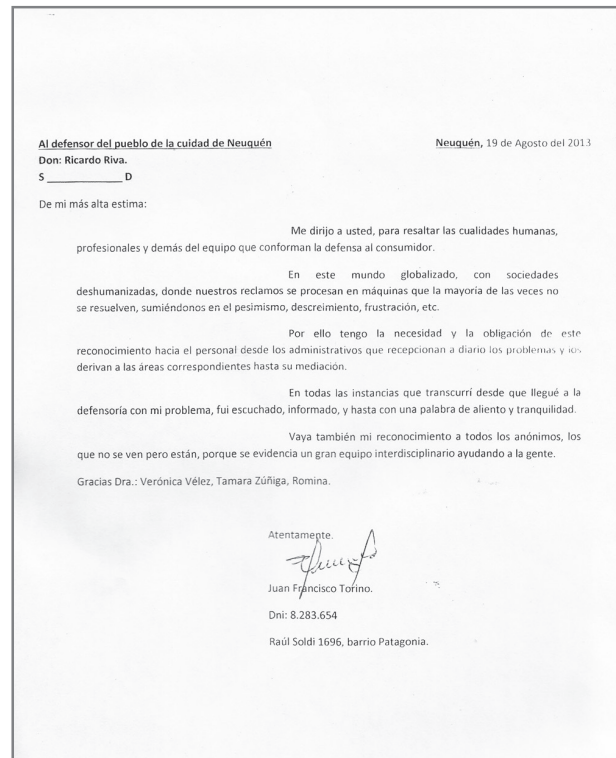 Al defensor del pueblo de la cuidad de Neuquén
Neuquén, 19 de Agosto del 2013
Don: Ricardo Riva.
S ____________ D
De mi más alta estima:
Me dirijo a usted, para resaltar las cualidades humanas,
profesionales y demás del equipo que conforman la defensa al consumidor.
En este mundo globalizado, con sociedades
deshumanizadas, donde nuestros reclamos se procesan en máquinas que la mayoría de las veces no
se resuelven, sumiéndonos en el pesimismo, descreimiento, frustración, etc.
Por ello tengo la necesidad y la obligación de este
reconocimiento hacia el personal desde los administrativos que recepcionan a diario los problemas y los
derivan a las áreas correspondientes hasta su mediación.
En todas las instancias que transcurrí desde que llegué a la
defensoría con mi problema, fui escuchado, informado, y hasta con una palabra de aliento y tranquilidad.
Vaya también mi reconocimiento a todos los anónimos, los
que no se ven pero están, porque se evidencia un gran equipo interdisciplinario ayudando a la gente.
Gracias Dra.: Verónica Vélez, Tamara Zúñiga, Romina.
Atentamente.
Juan Francisco Torino.
Dni: 8.283.654
Raúl Soldi 1696, barrio Patagonia.